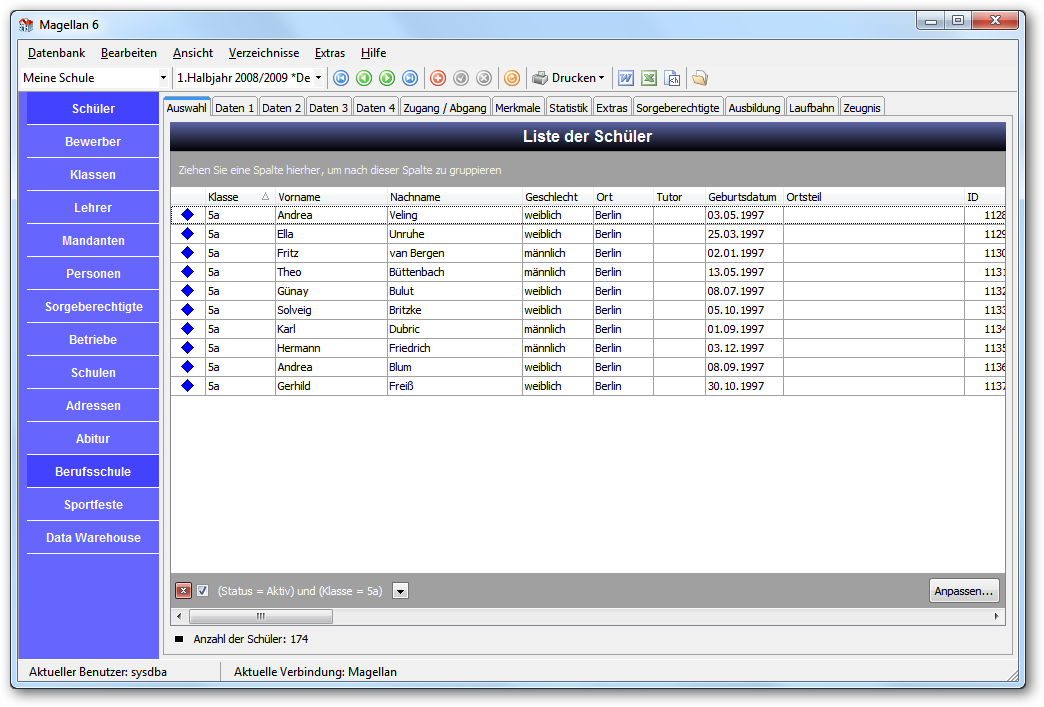 Magellan 6
Datenbank Bearbeiten Ansicht Verzeichnisse Extras Hilfe
Meine Schule 1.Halbjahr 2008/2009 *De Drucken
Schüler
Bewerber
Klassen
Lehrer
Mandanten
Personen
Sorgeberechtigte
Betriebe
Schulen
Adressen
Abitur
Berufsschule
Sportfeste
Data Warehouse
Auswahl Daten 1 Daten 2 Daten 3 Daten 4 Zugang / Abgang Merkmale Statistik Extras Sorgeberechtigte Ausbildung Laufbahn Zeugnis
Liste der Schüler
Ziehen Sie eine Spalte hierher, um nach dieser Spalte zu gruppieren
Klasse Vorname Nachname Geschlecht Ort Tutor Geburtsdatum Ortsteil ID
5a Andrea Veling weiblich Berlin 03.05.1997 1128
5a Ella Unruhe weiblich Berlin 25.03.1997 1129
5a Fritz van Bergen männlich Berlin 02.01.1997 1130
5a Theo Büttenbach männlich Berlin 13.05.1997 1131
5a Günay Bulut weiblich Berlin 08.07.1997 1132
5a Solveig Britzke weiblich Berlin 05.10.1997 1133
5a Karl Dubric männlich Berlin 01.09.1997 1134
5a Hermann Friedrich männlich Berlin 03.12.1997 1135
5a Andrea Blum weiblich Berlin 08.09.1997 1136
5a Gerhild Freiß weiblich Berlin 30.10.1997 1137
(Status = Aktiv) und (Klasse = 5a) Anpassen...
Anzahl der Schüler: 174
Aktueller Benutzer: sysdba Aktuelle Verbindung: Magellan